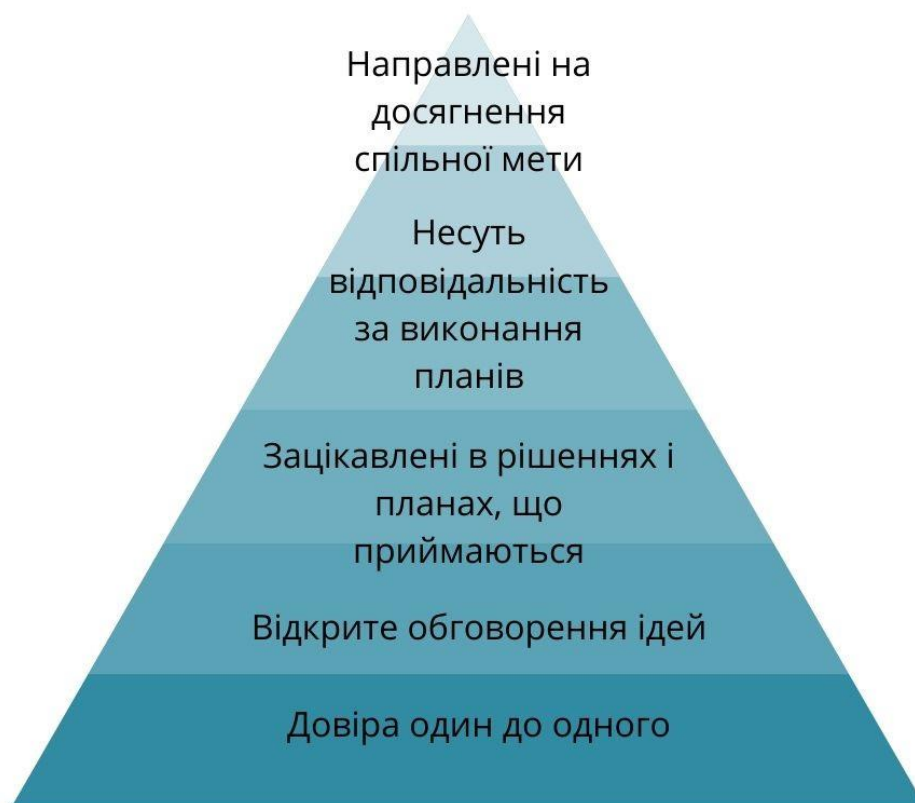 Направлені на
досягнення
спільної мети
Несуть
відповідальність
за виконання
планів
Зацікавлені в рішеннях і
планах, що
приймаються
Відкрите обговорення ідей
Довіра один до одного